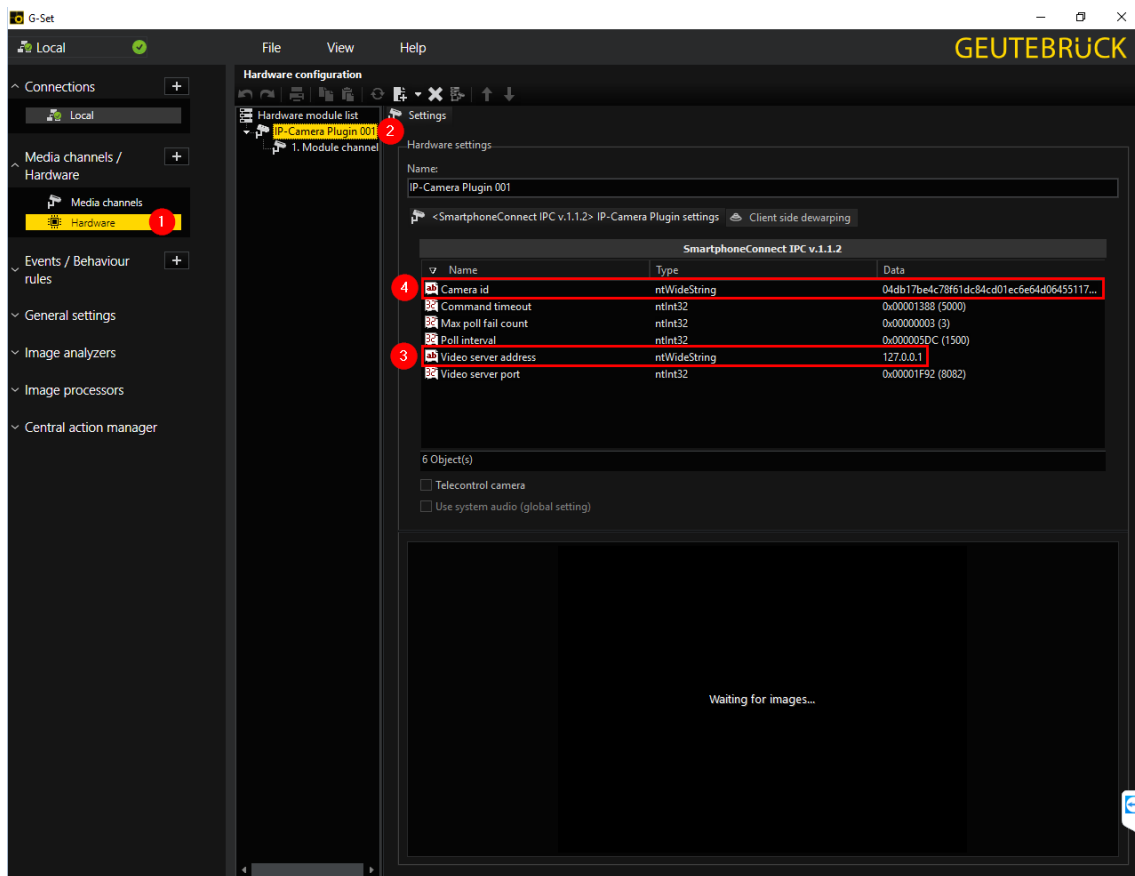 G-Set
Local
File View Help
GEUTEBRÜCK
Connections +
Local
Media channels / Hardware +
Media channels
Hardware 1
Events / Behaviour rules +
General settings
Image analyzers
Image processors
Central action manager
Hardware configuration
Hardware module list
IP-Camera Plugin 001 2
1. Module channel
Settings
Hardware settings
Name:
IP-Camera Plugin 001
<SmartphoneConnect IPC v.1.1.2> IP-Camera Plugin settings Client side dewarping
SmartphoneConnect IPC v.1.1.2
Name Type Data
4 Camera id ntWideString 04db17be4c78f61dc84cd01ec6e64d06455117...
Command timeout ntInt32 0x00001388 (5000)
Max poll fail count ntInt32 0x00000003 (3)
Poll interval ntInt32 0x000005DC (1500)
3 Video server address ntWideString 127.0.0.1
Video server port ntInt32 0x00001F92 (8082)
6 Object(s)
Telecontrol camera
Use system audio (global setting)
Waiting for images...